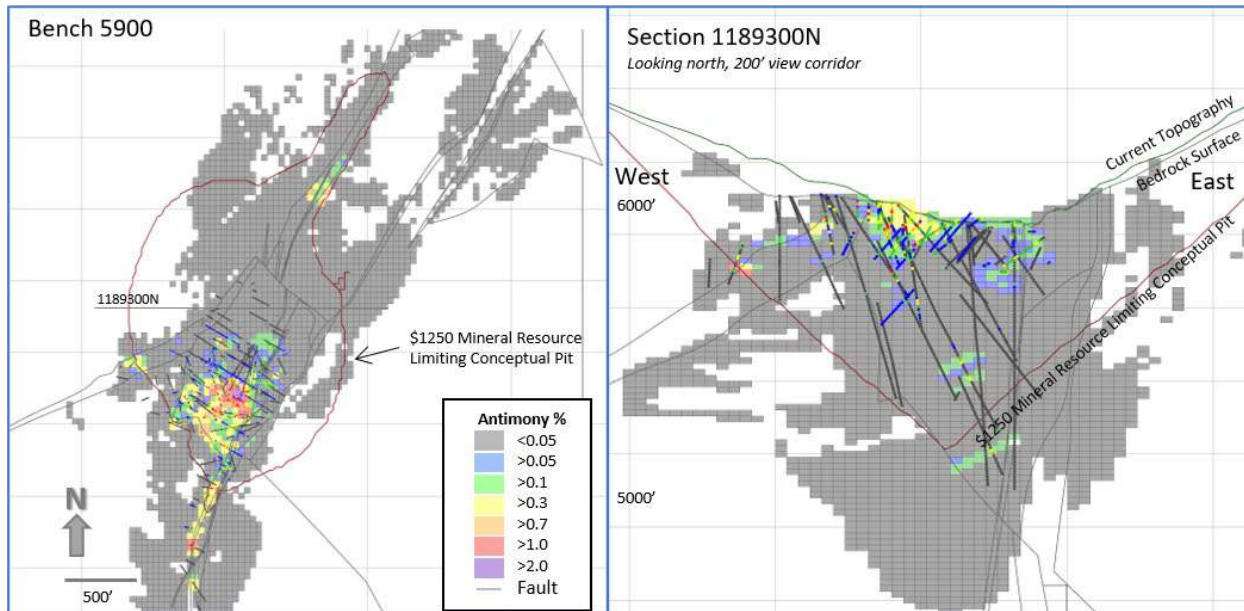 Bench 5900
1189300N
$1250 Mineral Resource
Limiting Conceptual Pit
N
500'
Antimony %
<0.05
>0.05
>0.1
>0.3
>0.7
>1.0
>2.0
Fault
Section 1189300N
Looking north, 200' view corridor
Current Topography
Bedrock Surface
West
East
6000'
$1250 Mineral Resource Limiting Conceptual Pit
5000'